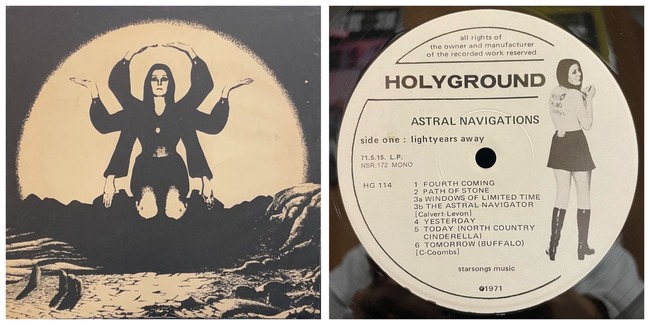 all rights of
the owner and manufacturer
of the recorded work reserved
HOLYGROUND
ASTRAL NAVIGATIONS
side one : lightyears away
71.5.15. L.P.
NSR.172 MONO
HG 114
1 FOURTH COMING
2 PATH OF STONE
3a WINDOWS OF LIMITED TIME
3b THE ASTRAL NAVIGATOR
[Calvert-Levon]
4 YESTERDAY
5 TODAY (NORTH COUNTRY
CINDERELLA)
6 TOMORROW (BUFFALO)
[C-Coombs]
starsongs music
℗1971